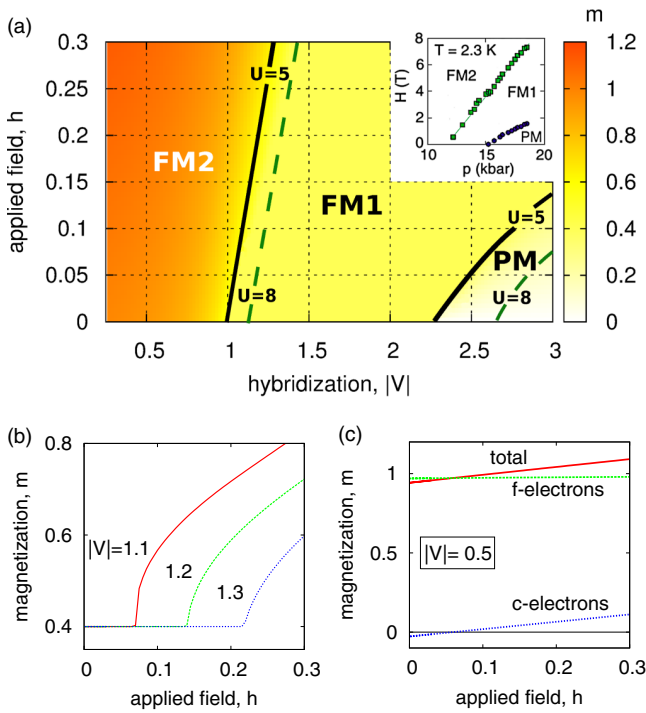 (a)
m
0.3
0.25
0.2
0.15
0.1
0.05
0
applied field, h
FM2
FM1
PM
U=5
U=8
U=5
U=8
0.5
1
1.5
2
2.5
3
hybridization, |V|
T = 2.3 K
FM2
FM1
PM
8
6
4
2
0
H (T)
10
15
20
p (kbar)
1.2
1
0.8
0.6
0.4
0.2
0
(b)
0.8
0.6
0.4
magnetization, m
|V|=1.1
1.2
1.3
0
0.1
0.2
0.3
applied field, h
(c)
1
0.5
0
magnetization, m
total
f-electrons
|V|= 0.5
c-electrons
0
0.1
0.2
0.3
applied field, h